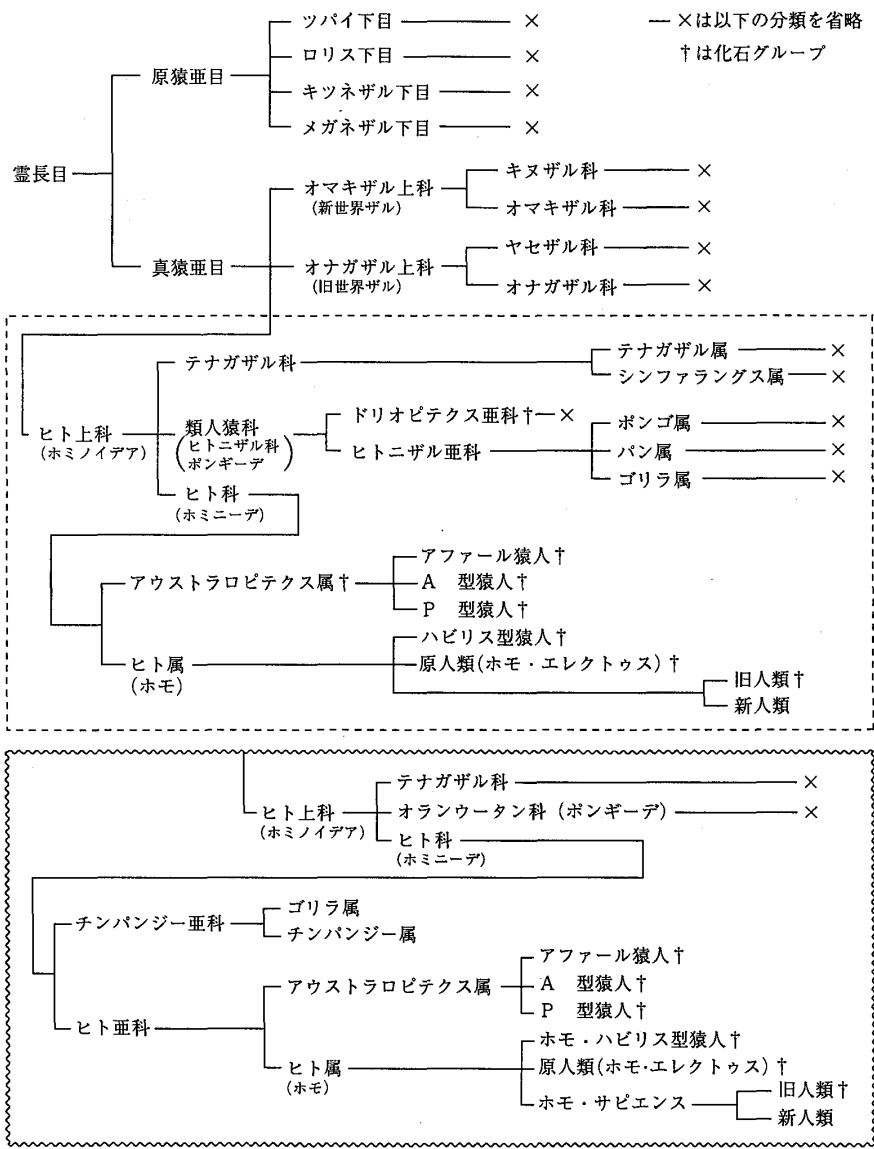 ツパイ下目 ×
— ×は以下の分類を省略
†は化石グループ
ロリス下目 ×
原猿亜目
キツネザル下目 ×
メガネザル下目 ×
霊長目
オマキザル上科
(新世界ザル)
キヌザル科 ×
オマキザル科 ×
真猿亜目
オナガザル上科
(旧世界ザル)
ヤセザル科 ×
オナガザル科 ×
テナガザル科
テナガザル属 ×
シンファラングス属 ×
ヒト上科
(ホミノイデア)
類人猿科
(ヒトニザル科
ポンギーデ)
ドリオピテクス亜科† ×
ヒトニザル亜科
ポンゴ属 ×
パン属 ×
ゴリラ属 ×
ヒト科
(ホミニーデ)
アウストラロピテクス属†
アファール猿人†
A 型猿人†
P 型猿人†
ヒト属
(ホモ)
ハビリス型猿人†
原人類(ホモ・エレクトゥス)†
旧人類†
新人類
テナガザル科 ×
ヒト上科
(ホミノイデア)
オランウータン科(ポンギーデ) ×
ヒト科
(ホミニーデ)
チンパンジー亜科
ゴリラ属
チンパンジー属
ヒト亜科
アウストラロピテクス属
アファール猿人†
A 型猿人†
P 型猿人†
ヒト属
(ホモ)
ホモ・ハビリス型猿人†
原人類(ホモ・エレクトゥス)†
ホモ・サピエンス
旧人類†
新人類